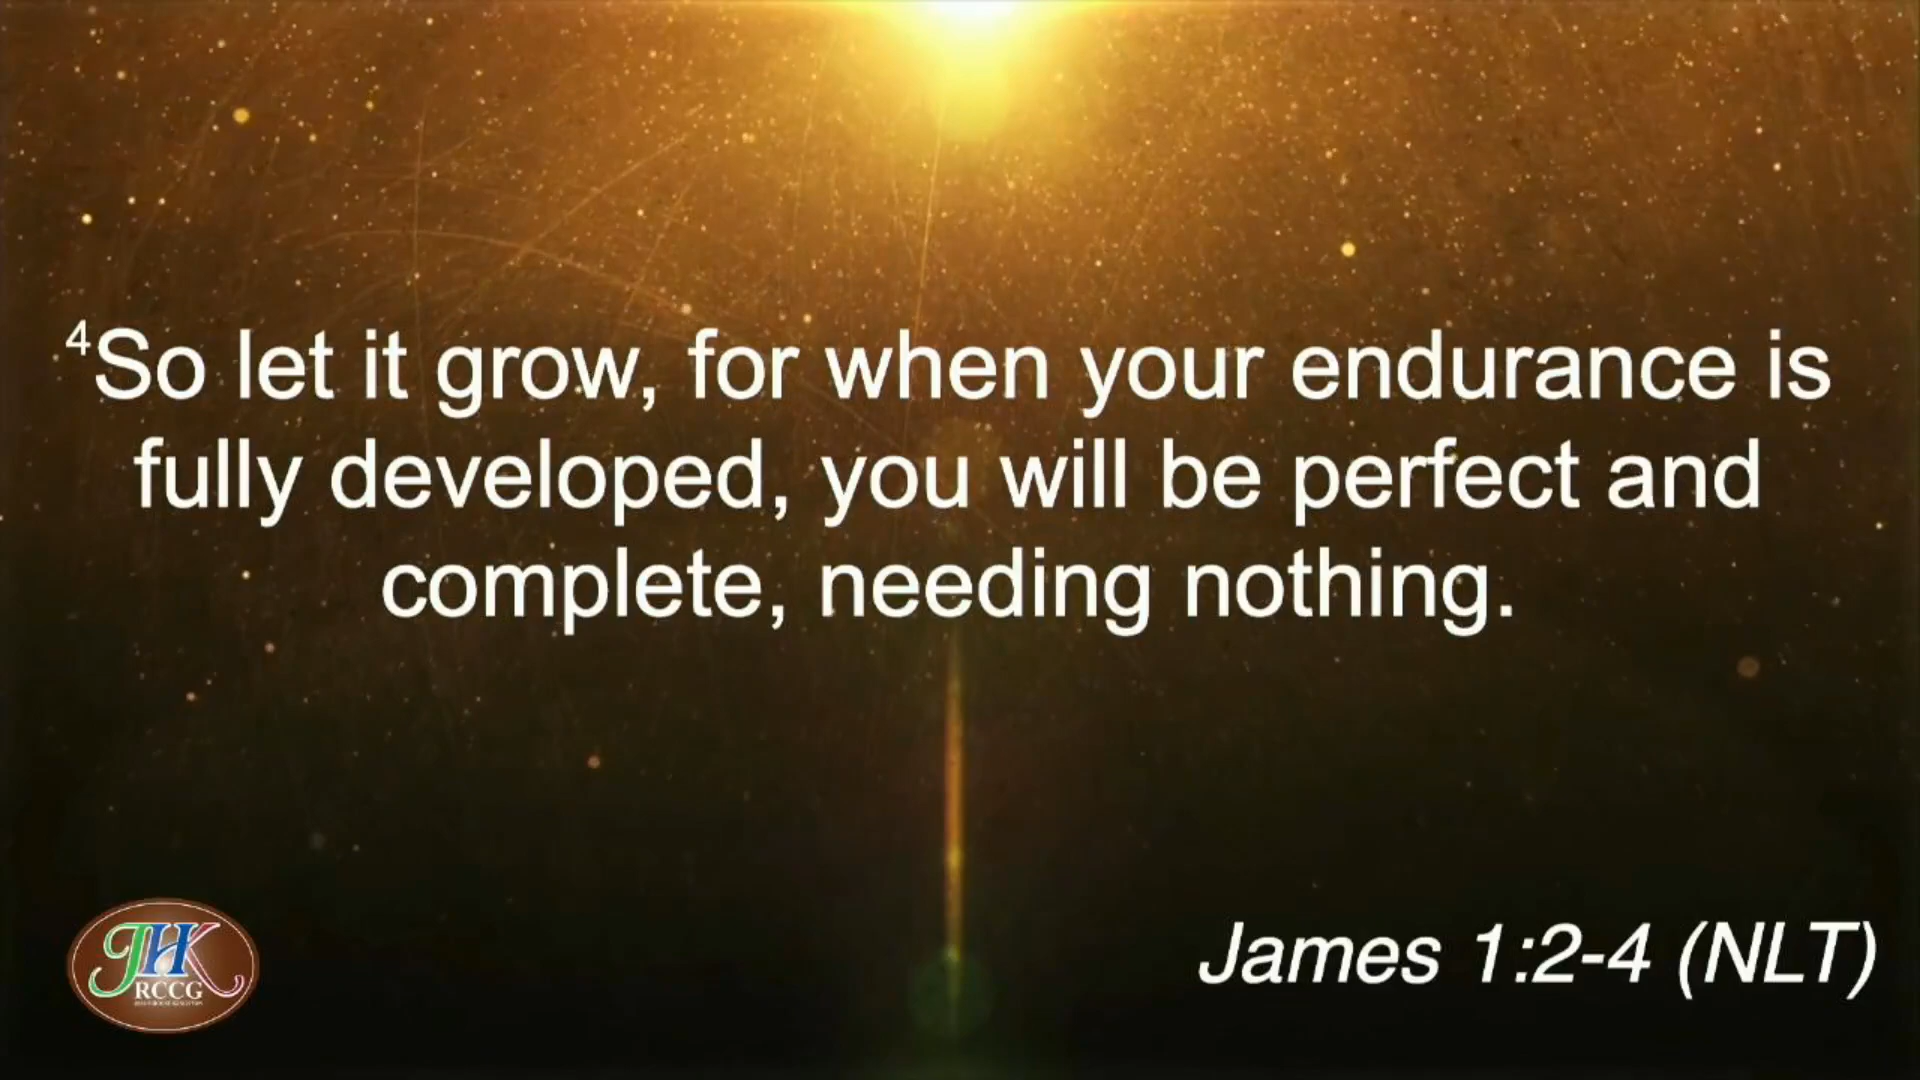 ⁴So let it grow, for when your endurance is
fully developed, you will be perfect and
complete, needing nothing.
James 1:2-4 (NLT)
JHK
RCCG